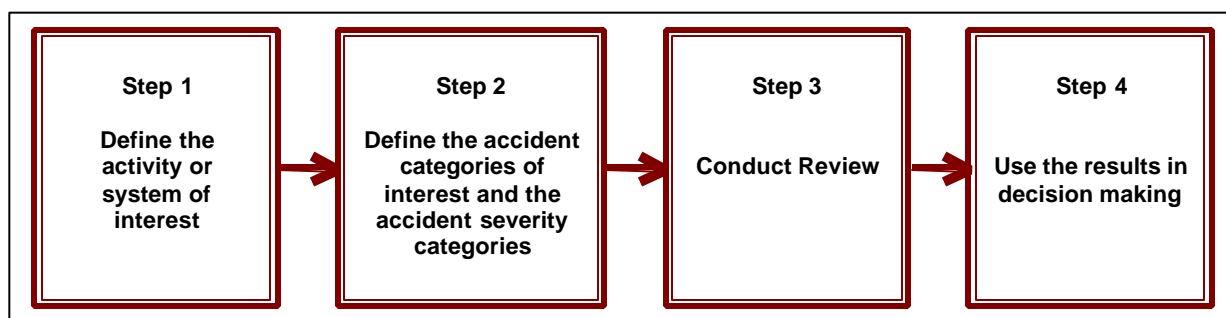 Step 1
Define the
activity or
system of
interest
Step 2
Define the accident
categories of
interest and the
accident severity
categories
Step 3
Conduct Review
Step 4
Use the results in
decision making